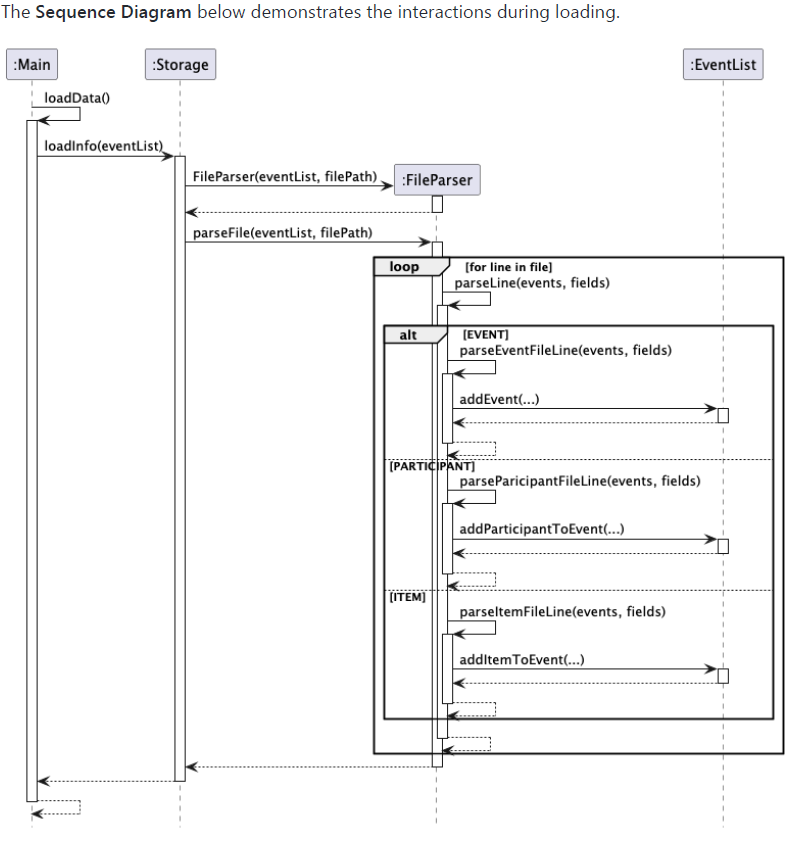 The Sequence Diagram below demonstrates the interactions during loading.
:Main
:Storage
:EventList
loadData()
loadInfo(eventList)
FileParser(eventList, filePath)
:FileParser
parseFile(eventList, filePath)
loop
[for line in file]
parseLine(events, fields)
alt
[EVENT]
parseEventFileLine(events, fields)
addEvent(...)
[PARTICIPANT]
parseParicipantFileLine(events, fields)
addParticipantToEvent(...)
[ITEM]
parseItemFileLine(events, fields)
addItemToEvent(...)